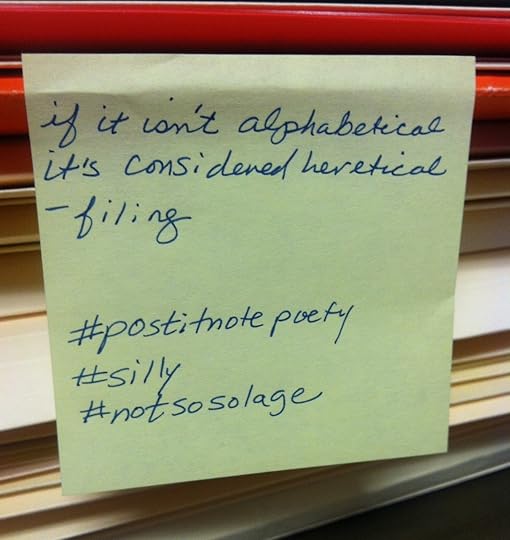 if it isn't alphabetical
it's considered heretical
- filing
#postitnote poetry
#silly
#notsosolage